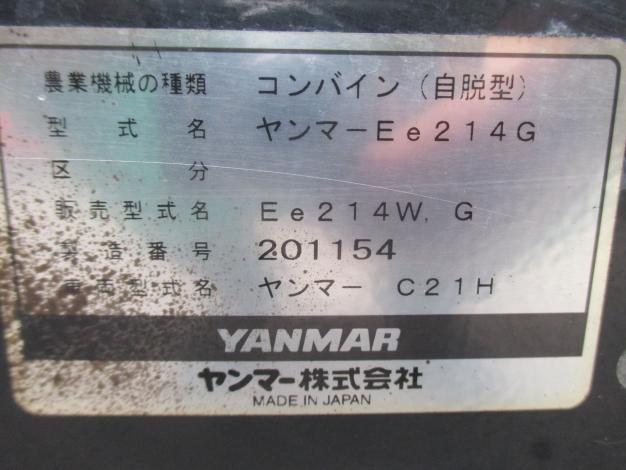 農業機械の種類 コンバイン（自脱型）
型式名 ヤンマーEe214G
区分
販売型式名 Ee214W, G
製造番号 201154
車両型式名 ヤンマー C21H
YANMAR
ヤンマー株式会社
MADE IN JAPAN